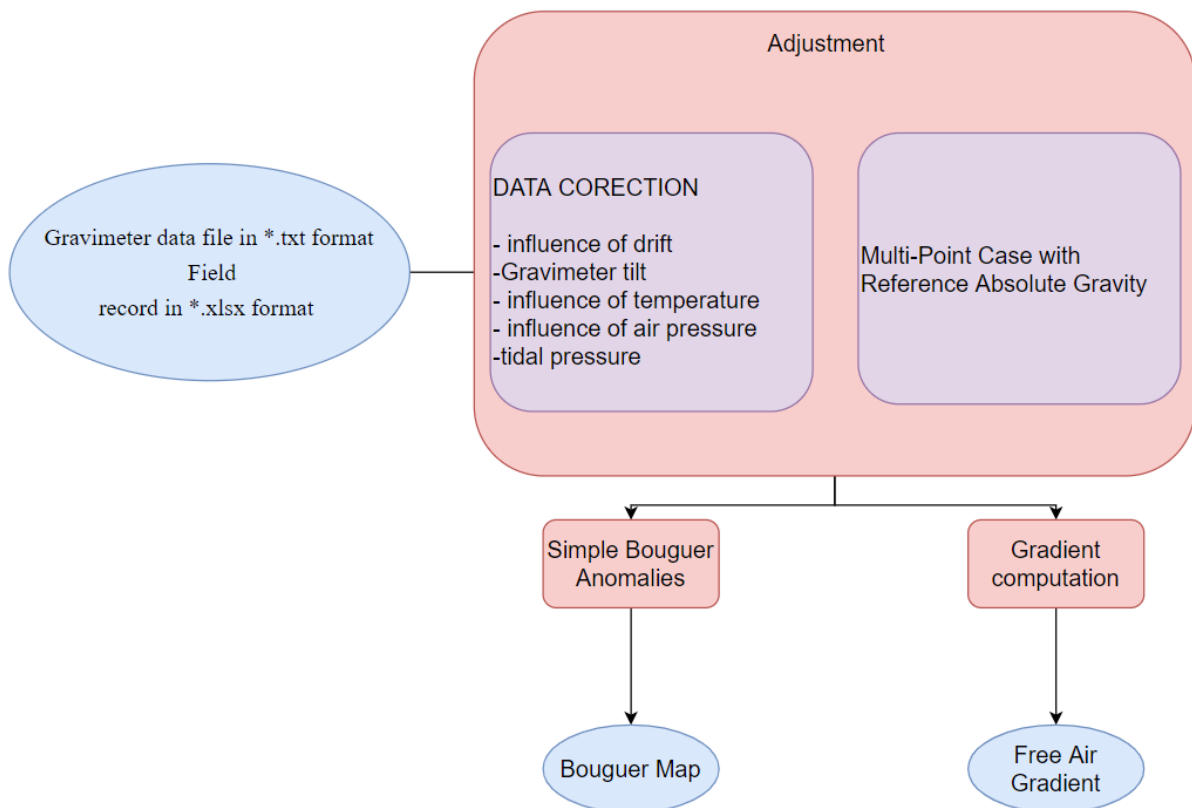 Adjustment
Gravimeter data file in *.txt format
Field
record in *.xlsx format
DATA CORECTION
- influence of drift
-Gravimeter tilt
- influence of temperature
- influence of air pressure
-tidal pressure
Multi-Point Case with
Reference Absolute Gravity
Simple Bouguer
Anomalies
Gradient
computation
Bouguer Map
Free Air
Gradient